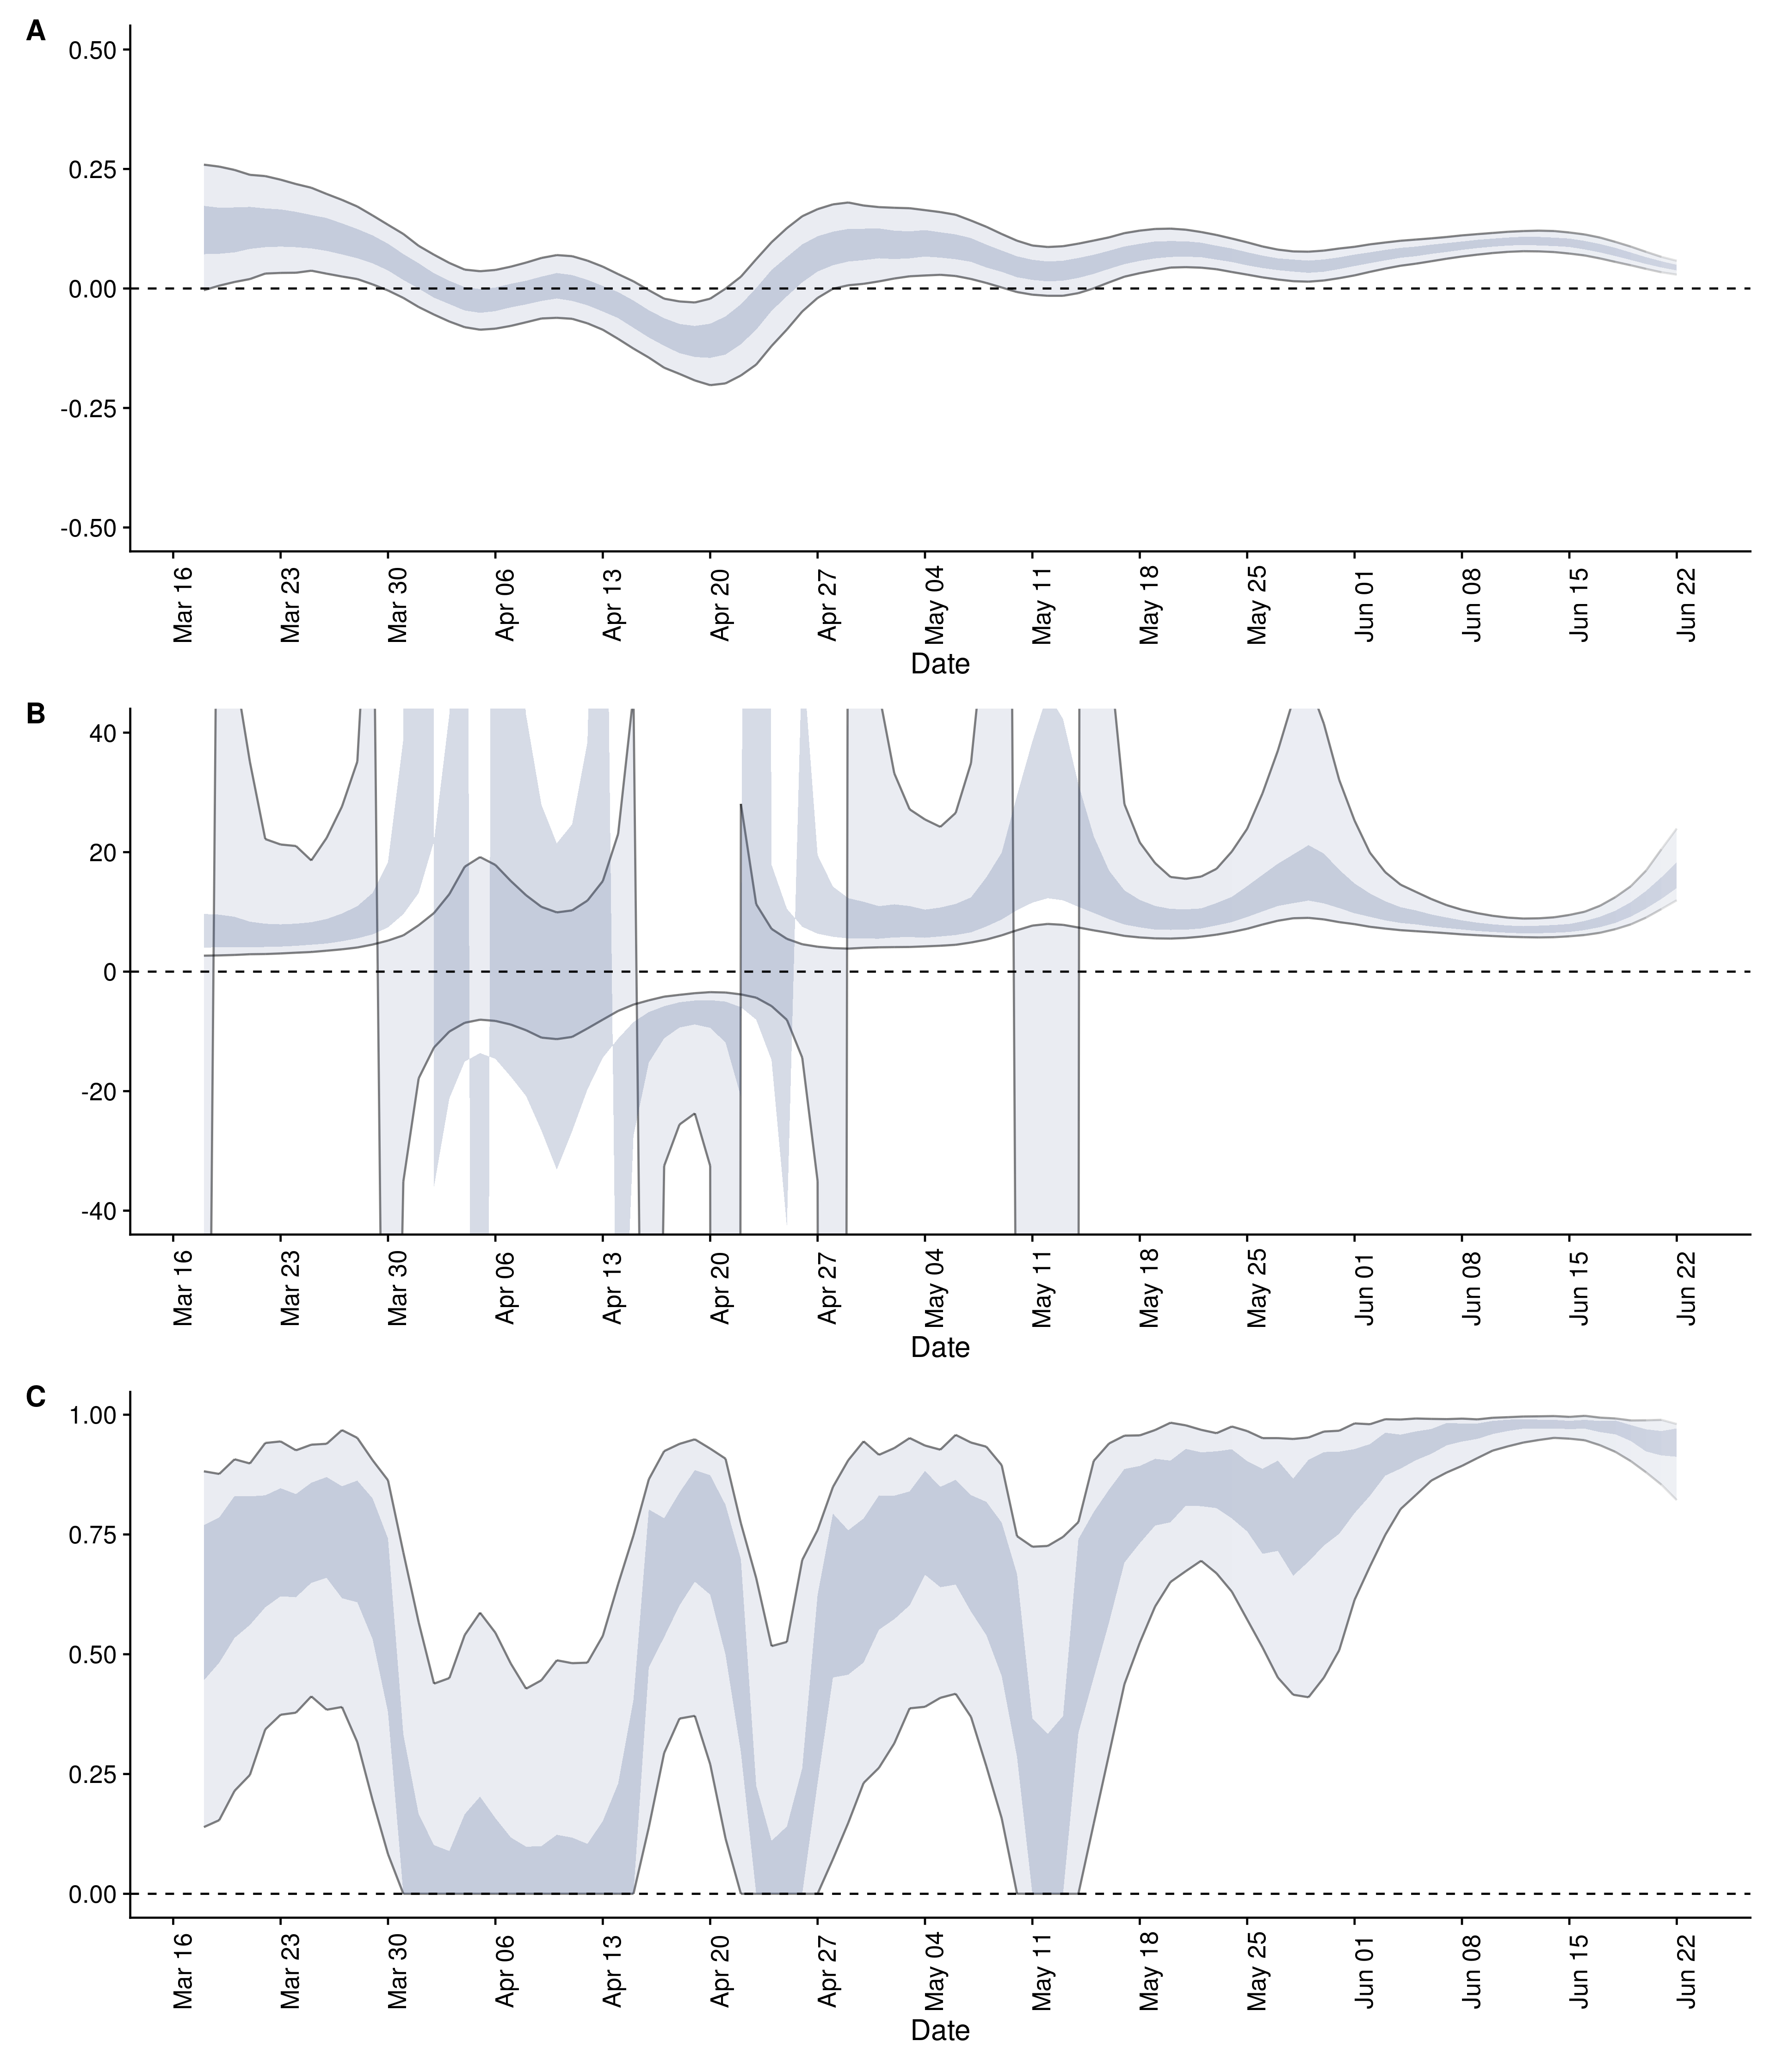 A
0.50
0.25
0.00
-0.25
-0.50
Mar 16
Mar 23
Mar 30
Apr 06
Apr 13
Apr 20
Apr 27
May 04
May 11
May 18
May 25
Jun 01
Jun 08
Jun 15
Jun 22
Date
B
40
20
0
-20
-40
Mar 16
Mar 23
Mar 30
Apr 06
Apr 13
Apr 20
Apr 27
May 04
May 11
May 18
May 25
Jun 01
Jun 08
Jun 15
Jun 22
Date
C
1.00
0.75
0.50
0.25
0.00
Mar 16
Mar 23
Mar 30
Apr 06
Apr 13
Apr 20
Apr 27
May 04
May 11
May 18
May 25
Jun 01
Jun 08
Jun 15
Jun 22
Date